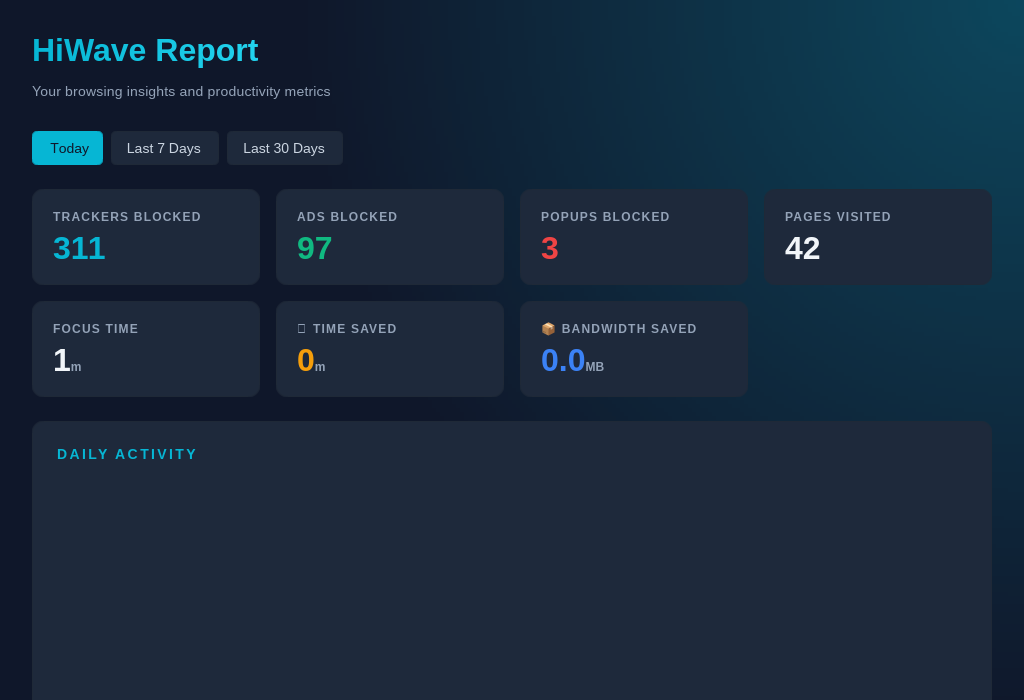 HiWave Report
Your browsing insights and productivity metrics
Today Last 7 Days Last 30 Days
TRACKERS BLOCKED ADS BLOCKED POPUPS BLOCKED PAGES VISITED
311 97 3 42
FOCUS TIME TIME SAVED 📦 BANDWIDTH SAVED
1m 0m 0.0MB
DAILY ACTIVITY